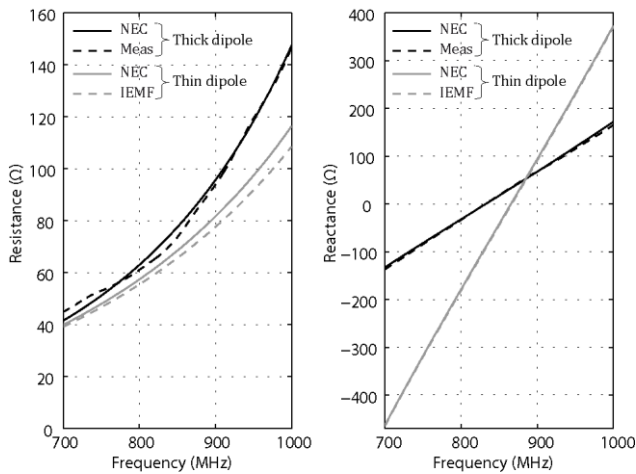 160
140
120
100
80
60
40
20
0
Resistance (Ω)
NEC
Meas
Thick dipole
NEC
IEMF
Thin dipole
700 800 900 1000
Frequency (MHz)
400
300
200
100
0
−100
−200
−300
−400
Reactance (Ω)
NEC
Meas
Thick dipole
NEC
IEMF
Thin dipole
700 800 900 1000
Frequency (MHz)